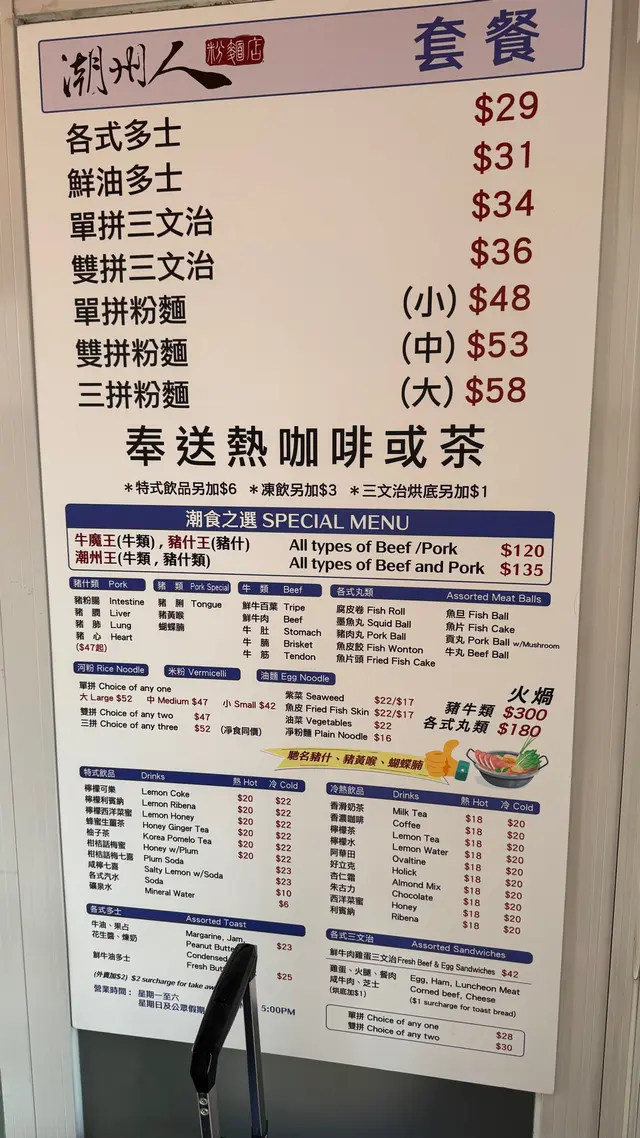 潮州人 粉麵店 套餐
各式多士 $29
鮮油多士 $31
單拼三文治 $34
雙拼三文治 $36
單拼粉麵 (小) $48
雙拼粉麵 (中) $53
三拼粉麵 (大) $58
奉送熱咖啡或茶
*特式飲品另加$6 *凍飲另加$3 *三文治烘底另加$1
潮食之選 SPECIAL MENU
牛魔王(牛類) , 豬什王(豬什) All types of Beef /Pork $120
潮州王(牛類 , 豬什類) All types of Beef and Pork $135
豬什類 Pork
豬粉腸 Intestine
豬膶 Liver
豬肺 Lung
豬心 Heart
($47起)
豬類 Pork Special
豬脷 Tongue
豬黃喉
蝴蝶腩
牛類 Beef
鮮牛百葉 Tripe
鮮牛肉 Beef
牛肚 Stomach
牛腩 Brisket
牛筋 Tendon
各式丸類 Assorted Meat Balls
腐皮卷 Fish Roll
墨魚丸 Squid Ball
豬肉丸 Pork Ball
魚皮餃 Fish Wonton
魚片頭 Fried Fish Cake
魚旦 Fish Ball
魚片 Fish Cake
貢丸 Pork Ball w/Mushroom
牛丸 Beef Ball
河粉 Rice Noodle 米粉 Vermicelli 油麵 Egg Noodle
單拼 Choice of any one
大 Large $52 中 Medium $47 小 Small $42
雙拼 Choice of any two $47
三拼 Choice of any three $52 (淨食同價)
紫菜 Seaweed $22/$17
魚皮 Fried Fish Skin $22/$17
油菜 Vegetables $22
淨粉麵 Plain Noodle $16
火煱
豬牛類 $300
各式丸類 $180
馳名豬什、豬黃喉、蝴蝶腩
特式飲品 Drinks 熱 Hot 冷 Cold
檸檬可樂 Lemon Coke $20 $22
檸檬利賓納 Lemon Ribena $20 $22
檸檬西洋菜蜜 Lemon Honey $20 $22
蜂蜜生薑茶 Honey Ginger Tea $20 $22
柚子茶 Korea Pomelo Tea $20 $22
柑桔話梅蜜 Honey w/Plum $20 $22
柑桔話梅七喜 Plum Soda $23
咸檸七喜 Salty Lemon w/Soda $23
各式汽水 Soda $10
礦泉水 Mineral Water $6
冷熱飲品 Drinks 熱 Hot 冷 Cold
香滑奶茶 Milk Tea $18 $20
香濃咖啡 Coffee $18 $20
檸檬茶 Lemon Tea $18 $20
檸檬水 Lemon Water $18 $20
阿華田 Ovaltine $18 $20
好立克 Holick $18 $20
杏仁霜 Almond Mix $18 $20
朱古力 Chocolate $18 $20
西洋菜蜜 Honey $18 $20
利賓納 Ribena $18 $20
各式多士 Assorted Toast
牛油、果占 Margarine, Jam,
花生醬、煉奶 Peanut $23
Condensed
鮮牛油多士 Fresh $25
(外賣加$2) $2 surcharge for take
營業時間： 星期一至六
星期日及公眾假期 5:00PM
各式三文治 Assorted Sandwiches
鮮牛肉雞蛋三文治 Fresh Beef & Egg Sandwiches $42
雞蛋、火腿、餐肉 Egg, Ham, Luncheon Meat
咸牛肉、芝士 Corned beef, Cheese
(烘底加$1) ($1 surcharge for toast bread)
單拼 Choice of any one $28
雙拼 Choice of any two $30